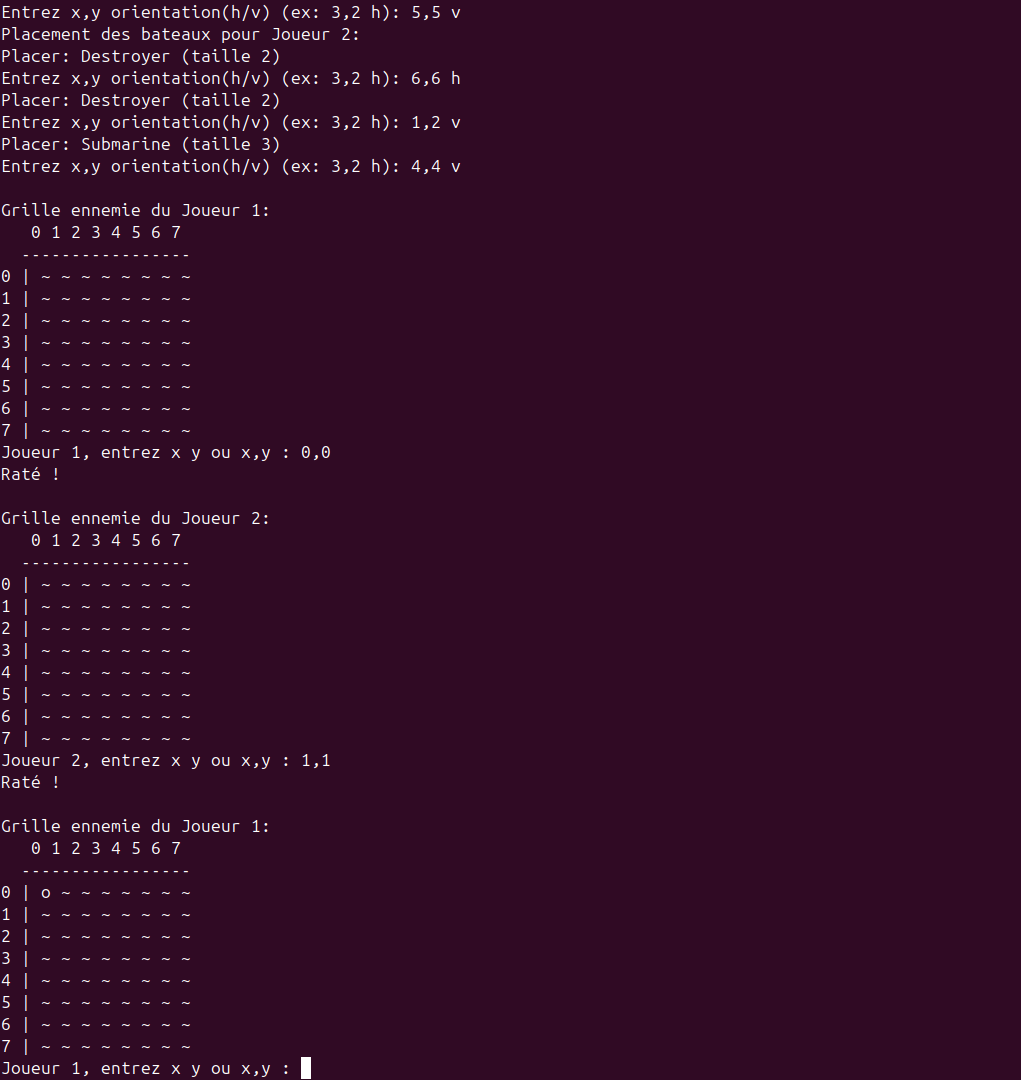 Entrez x,y orientation(h/v) (ex: 3,2 h): 5,5 v
Placement des bateaux pour Joueur 2:
Placer: Destroyer (taille 2)
Entrez x,y orientation(h/v) (ex: 3,2 h): 6,6 h
Placer: Destroyer (taille 2)
Entrez x,y orientation(h/v) (ex: 3,2 h): 1,2 v
Placer: Submarine (taille 3)
Entrez x,y orientation(h/v) (ex: 3,2 h): 4,4 v

Grille ennemie du Joueur 1:
   0 1 2 3 4 5 6 7
  -----------------
0 | ~ ~ ~ ~ ~ ~ ~ ~
1 | ~ ~ ~ ~ ~ ~ ~ ~
2 | ~ ~ ~ ~ ~ ~ ~ ~
3 | ~ ~ ~ ~ ~ ~ ~ ~
4 | ~ ~ ~ ~ ~ ~ ~ ~
5 | ~ ~ ~ ~ ~ ~ ~ ~
6 | ~ ~ ~ ~ ~ ~ ~ ~
7 | ~ ~ ~ ~ ~ ~ ~ ~
Joueur 1, entrez x y ou x,y : 0,0
Raté !

Grille ennemie du Joueur 2:
   0 1 2 3 4 5 6 7
  -----------------
0 | ~ ~ ~ ~ ~ ~ ~ ~
1 | ~ ~ ~ ~ ~ ~ ~ ~
2 | ~ ~ ~ ~ ~ ~ ~ ~
3 | ~ ~ ~ ~ ~ ~ ~ ~
4 | ~ ~ ~ ~ ~ ~ ~ ~
5 | ~ ~ ~ ~ ~ ~ ~ ~
6 | ~ ~ ~ ~ ~ ~ ~ ~
7 | ~ ~ ~ ~ ~ ~ ~ ~
Joueur 2, entrez x y ou x,y : 1,1
Raté !

Grille ennemie du Joueur 1:
   0 1 2 3 4 5 6 7
  -----------------
0 | o ~ ~ ~ ~ ~ ~ ~
1 | ~ ~ ~ ~ ~ ~ ~ ~
2 | ~ ~ ~ ~ ~ ~ ~ ~
3 | ~ ~ ~ ~ ~ ~ ~ ~
4 | ~ ~ ~ ~ ~ ~ ~ ~
5 | ~ ~ ~ ~ ~ ~ ~ ~
6 | ~ ~ ~ ~ ~ ~ ~ ~
7 | ~ ~ ~ ~ ~ ~ ~ ~
Joueur 1, entrez x y ou x,y :